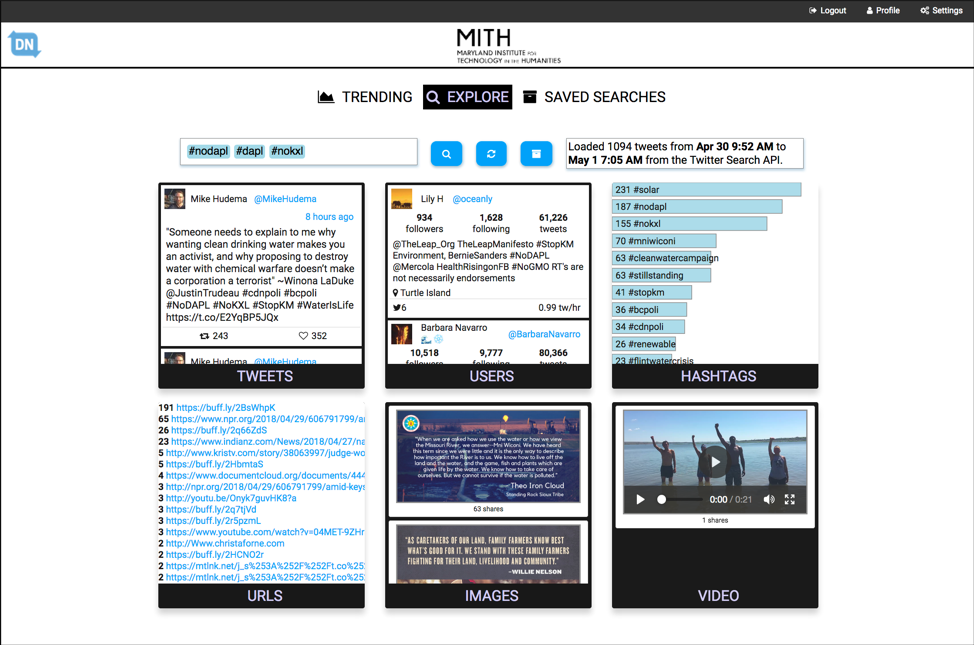 Logout Profile Settings
DN
MITH
MARYLAND INSTITUTE FOR
TECHNOLOGY IN THE HUMANITIES
TRENDING EXPLORE SAVED SEARCHES
#nodapl #dapl #nokxl
Loaded 1094 tweets from Apr 30 9:52 AM to
May 1 7:05 AM from the Twitter Search API.
Mike Hudema @MikeHudema
8 hours ago
"Someone needs to explain to me why
wanting clean drinking water makes you
an activist, and why proposing to destroy
water with chemical warfare doesn't make
a corporation a terrorist" ~Winona LaDuke
@JustinTrudeau #cdnpoli #bcpoli
#NoDAPL #NoKXL #StopKM #WaterIsLife
https://t.co/E2YqBP5JQx
243 352
Mike Hudema @MikeHudema
TWEETS
Lily H @oceanly
934 1,628 61,226
followers following tweets
@TheLeap_Org TheLeapManifesto #StopKM
Environment, BernieSanders #NoDAPL
@Mercola HealthRisingonFB #NoGMO RT's are
not necessarily endorsements
Turtle Island
6 0.99 tw/hr
Barbara Navarro @BarbaraNavarro
10,518 9,777 80,366
followers following tweets
USERS
231 #solar
187 #nodapl
155 #nokxl
70 #mniwiconi
63 #cleanwatercampaign
63 #stillstanding
41 #stopkm
36 #bcpoli
34 #cdnpoli
26 #renewable
23 #flintwatercrisis
HASHTAGS
191 https://buff.ly/2BsWhpK
65 https://www.npr.org/2018/04/29/606791799/ar
26 https://buff.ly/2q66ZdS
23 https://www.indianz.com/News/2018/04/27/na
5 http://www.kristv.com/story/38063997/judge-wo
5 https://buff.ly/2HbmtaS
4 https://www.documentcloud.org/documents/444
3 http://npr.org/2018/04/29/606791799/amid-keys
3 http://youtu.be/Onyk7guvHK8?a
3 https://buff.ly/2q7tjVd
3 https://buff.ly/2r5pzmL
3 https://www.youtube.com/watch?v=04MET-9ZHr
2 http://Www.christaforne.com
2 https://buff.ly/2HCNO2r
2 https://mtlnk.net/j_s%253A%252F%252Ft.co%25
2 https://mtlnk.net/j_s%253A%252F%252Ft.co%25
URLS
"When we are asked how we use the water or how we view
the Missouri River, we answer--Mni Wiconi. We have heard
this term since we were little and it is the only way to describe
how important the River is to us. We know how to live off the
land and the water, and the game, fish and plants which are
given life by the water. We know how to take care of
ourselves. But we cannot survive if the water is polluted."
—Theo Iron Cloud
Standing Rock Sioux Tribe
63 shares
"AS CARETAKERS OF OUR LAND, FAMILY FARMERS KNOW BEST
WHAT'S GOOD FOR IT. WE STAND WITH THESE FAMILY FARMERS
FIGHTING FOR THEIR LAND, LIVELIHOOD AND COMMUNITY."
–WILLIE NELSON
IMAGES
0:00 / 0:21
1 shares
VIDEO